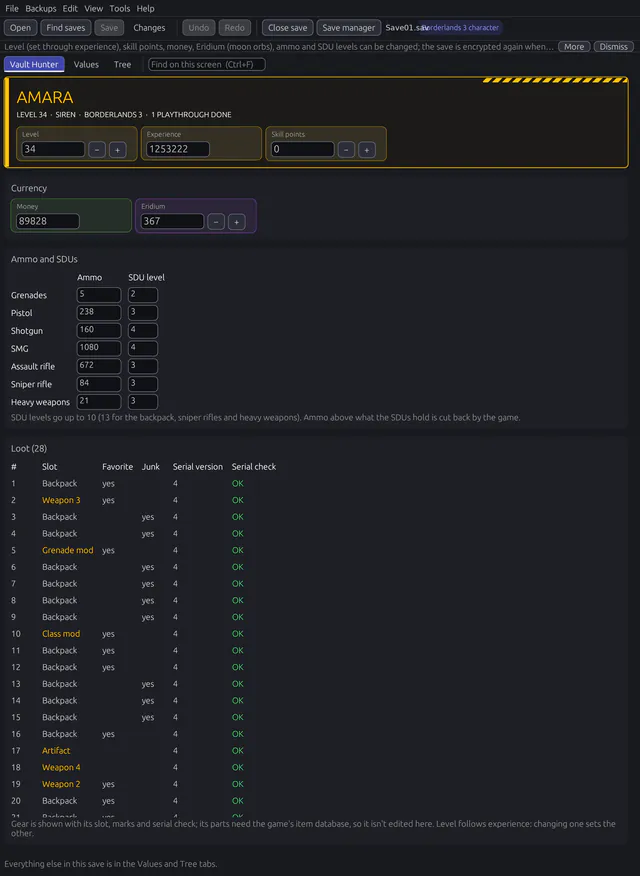 File Backups Edit View Tools Help
Open Find saves Save Changes Undo Redo Close save Save manager Save01.sav Borderlands 3 character
Level (set through experience), skill points, money, Eridium (moon orbs), ammo and SDU levels can be changed; the save is encrypted again when... More Dismiss
Vault Hunter Values Tree Find on this screen (Ctrl+F)
AMARA
LEVEL 34 · SIREN · BORDERLANDS 3 · 1 PLAYTHROUGH DONE
Level Experience Skill points
34 − + 1253222 0 − +
Currency
Money Eridium
89828 367 − +
Ammo and SDUs
Ammo SDU level
Grenades 5 2
Pistol 238 3
Shotgun 160 4
SMG 1080 4
Assault rifle 672 3
Sniper rifle 84 3
Heavy weapons 21 3
SDU levels go up to 10 (13 for the backpack, sniper rifles and heavy weapons). Ammo above what the SDUs hold is cut back by the game.
Loot (28)
# Slot Favorite Junk Serial version Serial check
1 Backpack yes 4 OK
2 Weapon 3 yes 4 OK
3 Backpack yes 4 OK
4 Backpack yes 4 OK
5 Grenade mod yes 4 OK
6 Backpack yes 4 OK
7 Backpack yes 4 OK
8 Backpack yes 4 OK
9 Backpack yes 4 OK
10 Class mod yes 4 OK
11 Backpack yes 4 OK
12 Backpack yes 4 OK
13 Backpack yes 4 OK
14 Backpack yes 4 OK
15 Backpack yes 4 OK
16 Backpack yes 4 OK
17 Artifact 4 OK
18 Weapon 4 4 OK
19 Weapon 2 yes 4 OK
20 Backpack yes 4 OK
21 Backpack yes 4 OK
Gear is shown with its slot, marks and serial check; its parts need the game's item database, so it isn't edited here. Level follows experience: changing one sets the
other.
Everything else in this save is in the Values and Tree tabs.